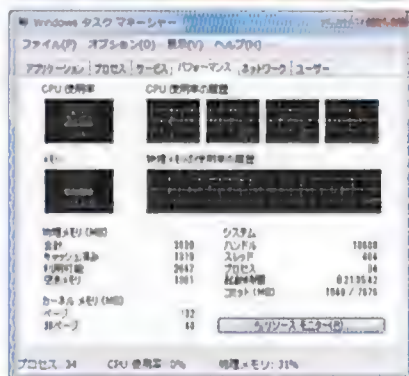 Windows タスク マネージャー
ファイル(F) オプション(O) 表示(V) ヘルプ(H)
アプリケーション プロセス サービス パフォーマンス ネットワーク ユーザー
CPU 使用率 CPU 使用率の履歴
メモリ 物理メモリの使用率の履歴
物理メモリ (MB) システム
合計 ハンドル
キャッシュ済み スレッド 404
利用可能 プロセス 34
空きメモリ 起動時間
カーネル メモリ (MB) コミット (MB)
ページ 132
非ページ リソース モニター(R)
プロセス: 34 CPU 使用率: 0% 物理メモリ: 31%